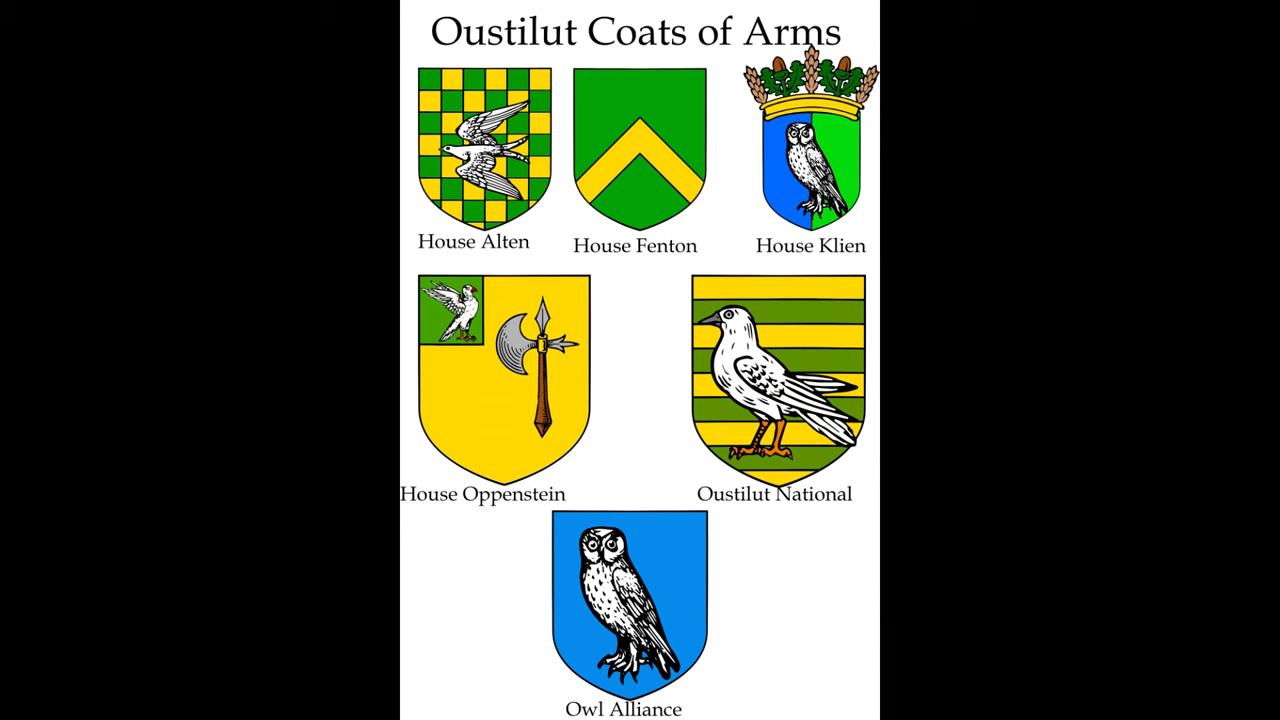 Oustilut Coats of Arms
House Alten
House Fenton
House Klien
House Oppenstein
Oustilut National
Owl Alliance